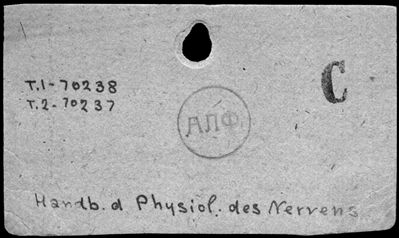 C
T.1-70238
T.2-70237
АЛФ
Handb. d. Physiol. des Nervens